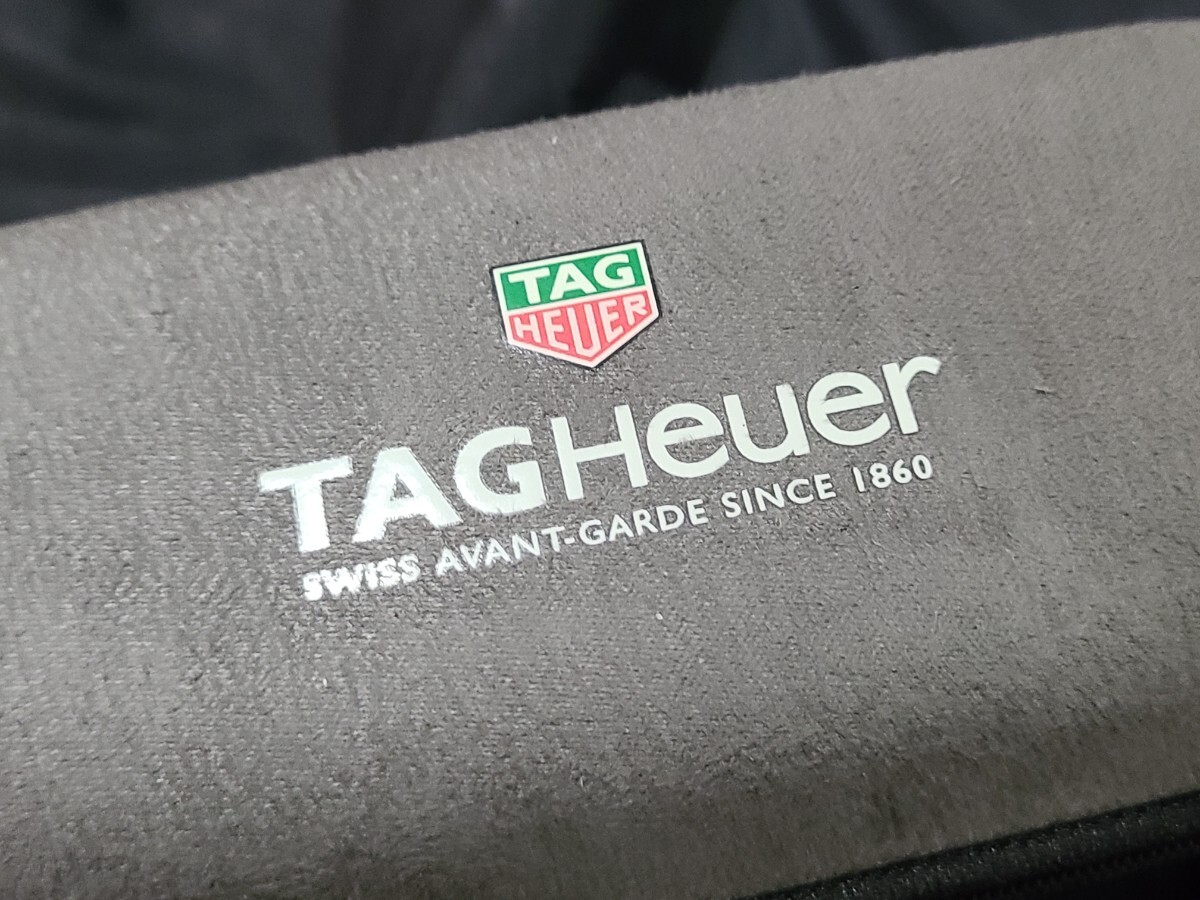 TAG
HEUER
TAGHeuer
SWISS AVANT-GARDE SINCE 1860